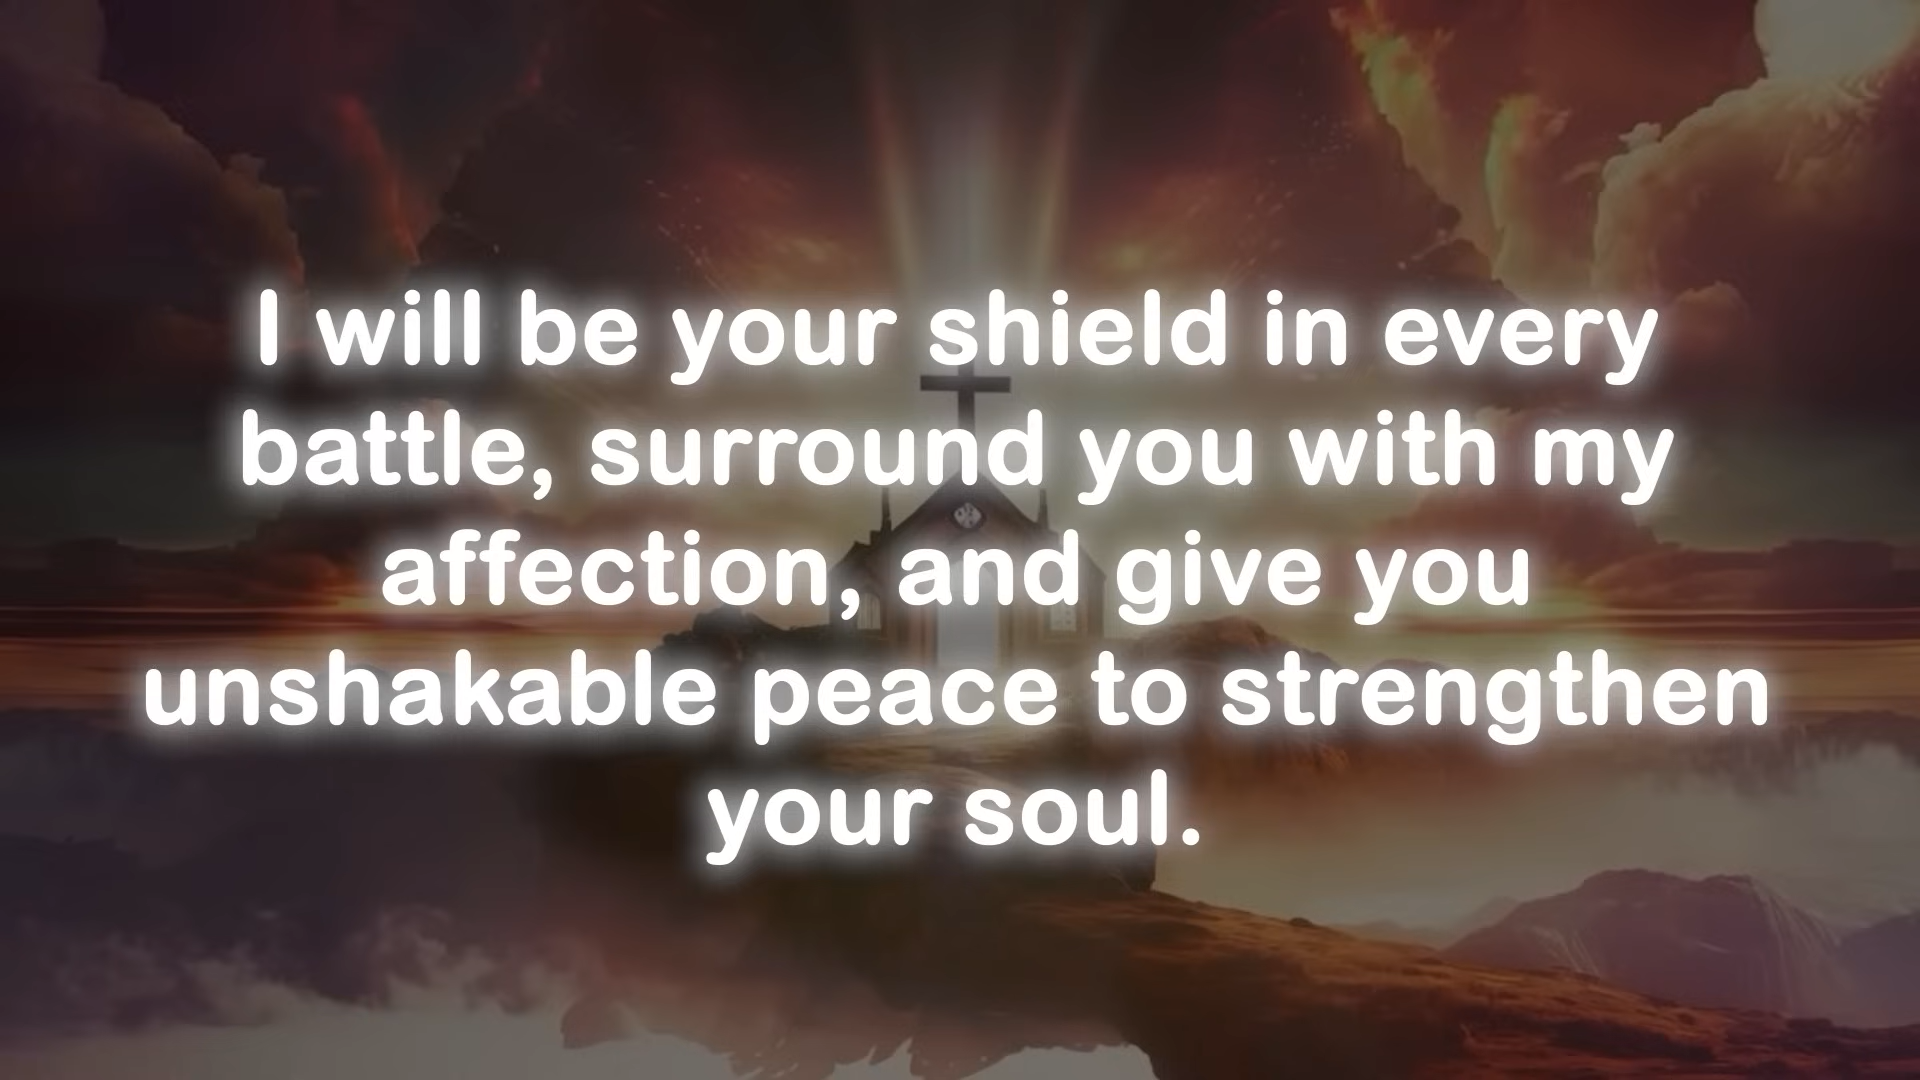 I will be your shield in every
battle, surround you with my
affection, and give you
unshakable peace to strengthen
your soul.